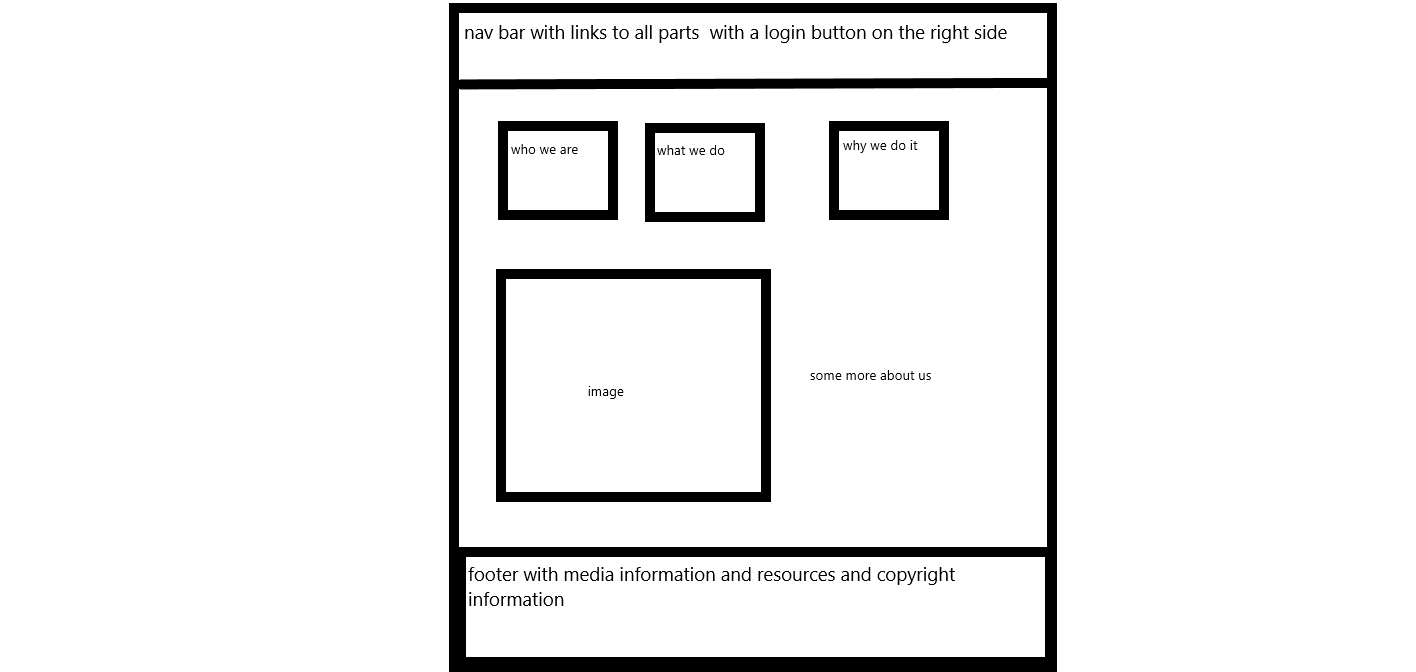 nav bar with links to all parts  with a login button on the right side
who we are
what we do
why we do it
image
some more about us
footer with media information and resources and copyright
information